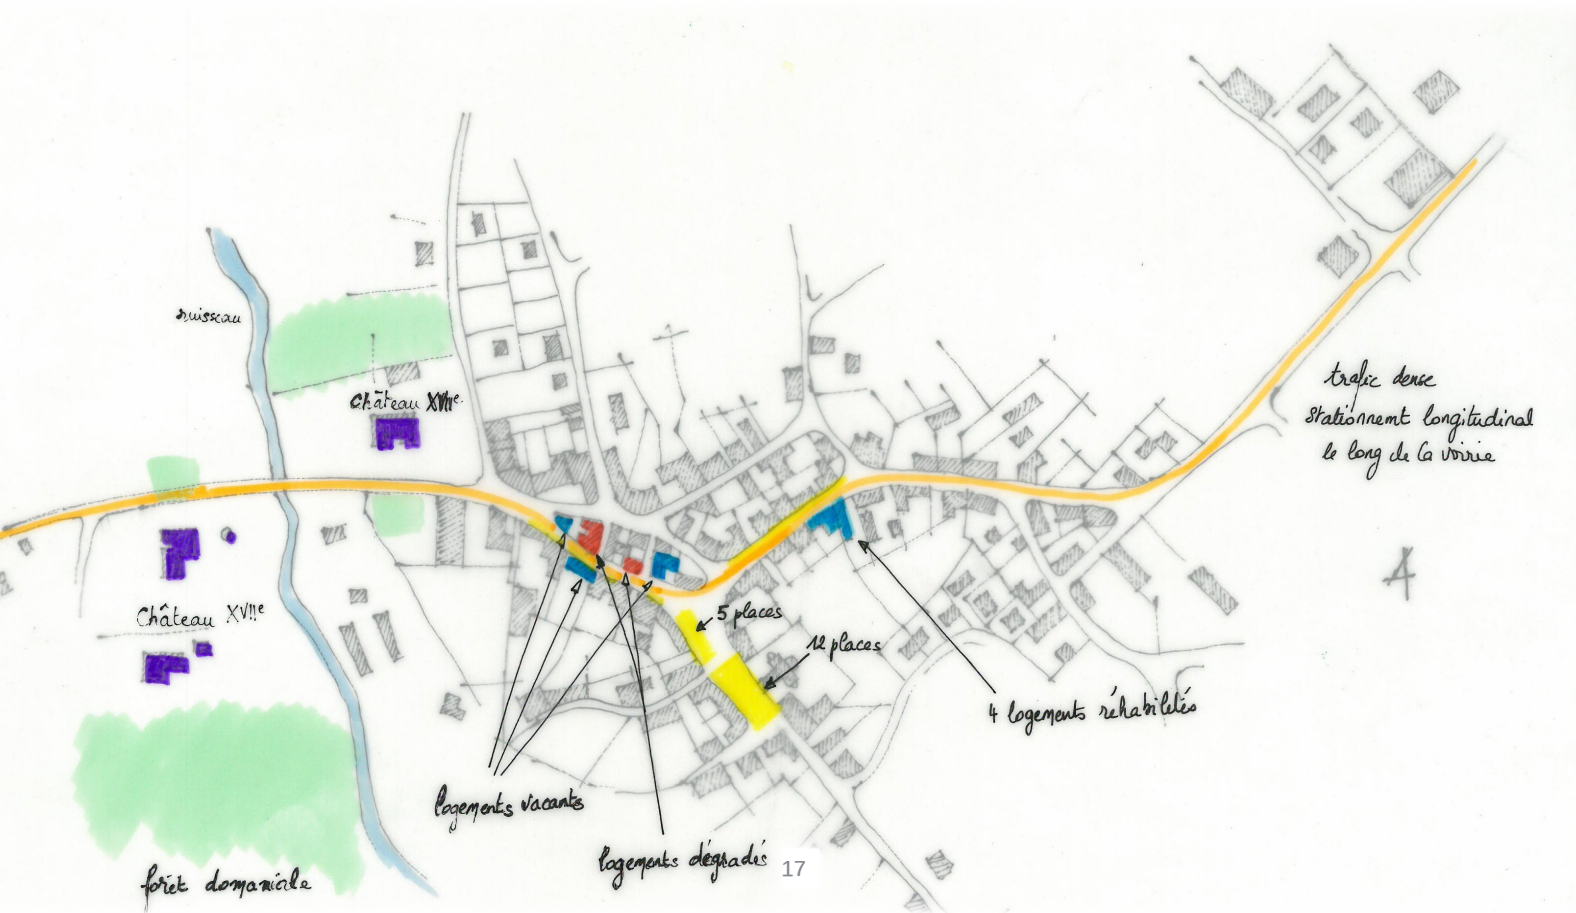 ruisseau
Château XVIIe
trafic dense
stationnemt longitudinal
le long de la voirie
Château XVIIe
5 places
12 places
4 logements réhabilités
logements vacants
logements dégradés
17
forêt domaniale